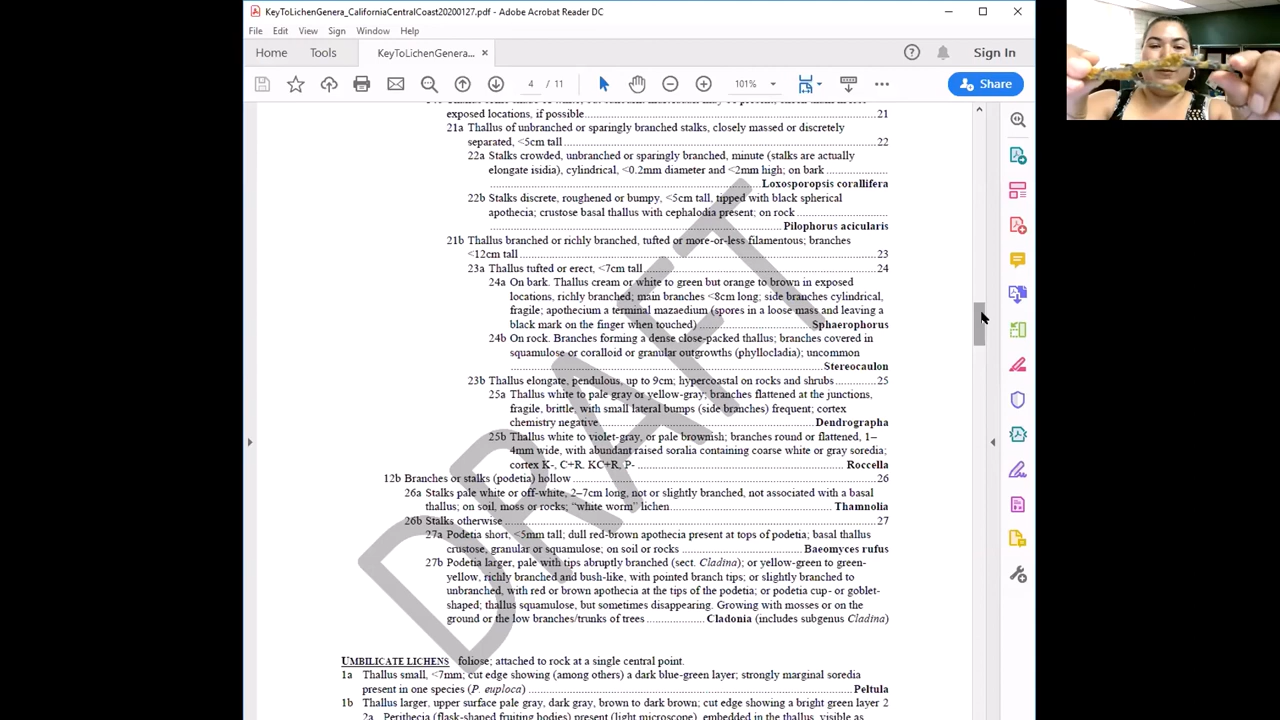 KeyToLichenGenera_CaliforniaCentralCoast20200127.pdf - Adobe Acrobat Reader DC
File Edit View Sign Window Help
Home Tools KeyToLichenGenera... × Sign In
4 / 11 101% Share
exposed locations, if possible 21
21a Thallus of unbranched or sparingly branched stalks, closely massed or discretely
separated, <5cm tall 22
22a Stalks crowded, unbranched or sparingly branched, minute (stalks are actually
elongate isidia), cylindrical, <0.2mm diameter and <2mm high; on bark
Loxosporopsis corallifera
22b Stalks discrete, roughened or bumpy, <5cm tall, tipped with black spherical
apothecia; crustose basal thallus with cephalodia present; on rock
Pilophorus acicularis
21b Thallus branched or richly branched, tufted or more-or-less filamentous; branches
<12cm tall 23
23a Thallus tufted or erect, <7cm tall 24
24a On bark. Thallus cream or white to green but orange to brown in exposed
locations, richly branched; main branches <8cm long; side branches cylindrical,
fragile; apothecium a terminal mazaedium (spores in a loose mass and leaving a
black mark on the finger when touched) Sphaerophorus
24b On rock. Branches forming a dense close-packed thallus; branches covered in
squamulose or coralloid or granular outgrowths (phyllocladia); uncommon
Stereocaulon
23b Thallus elongate, pendulous, up to 9cm; hypercoastal on rocks and shrubs 25
25a Thallus white to pale gray or yellow-gray; branches flattened at the junctions,
fragile, brittle, with small lateral bumps (side branches) frequent; cortex
chemistry negative Dendrographa
25b Thallus white to violet-gray, or pale brownish; branches round or flattened, 1–
4mm wide, with abundant raised soralia containing coarse white or gray soredia;
cortex K-, C+R, KC+R, P- Roccella
12b Branches or stalks (podetia) hollow 26
26a Stalks pale white or off-white, 2–7cm long, not or slightly branched, not associated with a basal
thallus; on soil, moss or rocks; “white worm” lichen Thamnolia
26b Stalks otherwise 27
27a Podetia short, <5mm tall; dull red-brown apothecia present at tops of podetia; basal thallus
crustose, granular or squamulose; on soil or rocks Baeomyces rufus
27b Podetia larger, pale with tips abruptly branched (sect. Cladina); or yellow-green to green-
yellow, richly branched and bush-like, with pointed branch tips; or slightly branched to
unbranched, with red or brown apothecia at the tips of the podetia; or podetia cup- or goblet-
shaped; thallus squamulose, but sometimes disappearing. Growing with mosses or on the
ground or the low branches/trunks of trees Cladonia (includes subgenus Cladina)
UMBILICATE LICHENS foliose; attached to rock at a single central point.
1a Thallus small, <7mm; cut edge showing (among others) a dark blue-green layer; strongly marginal soredia
present in one species (P. euploca) Peltula
1b Thallus larger, upper surface pale gray, dark gray, brown to dark brown; cut edge showing a bright green layer 2
2a Perithecia (flask-shaped fruiting bodies) present (light microscope), embedded in the thallus, visible as
DRAFT